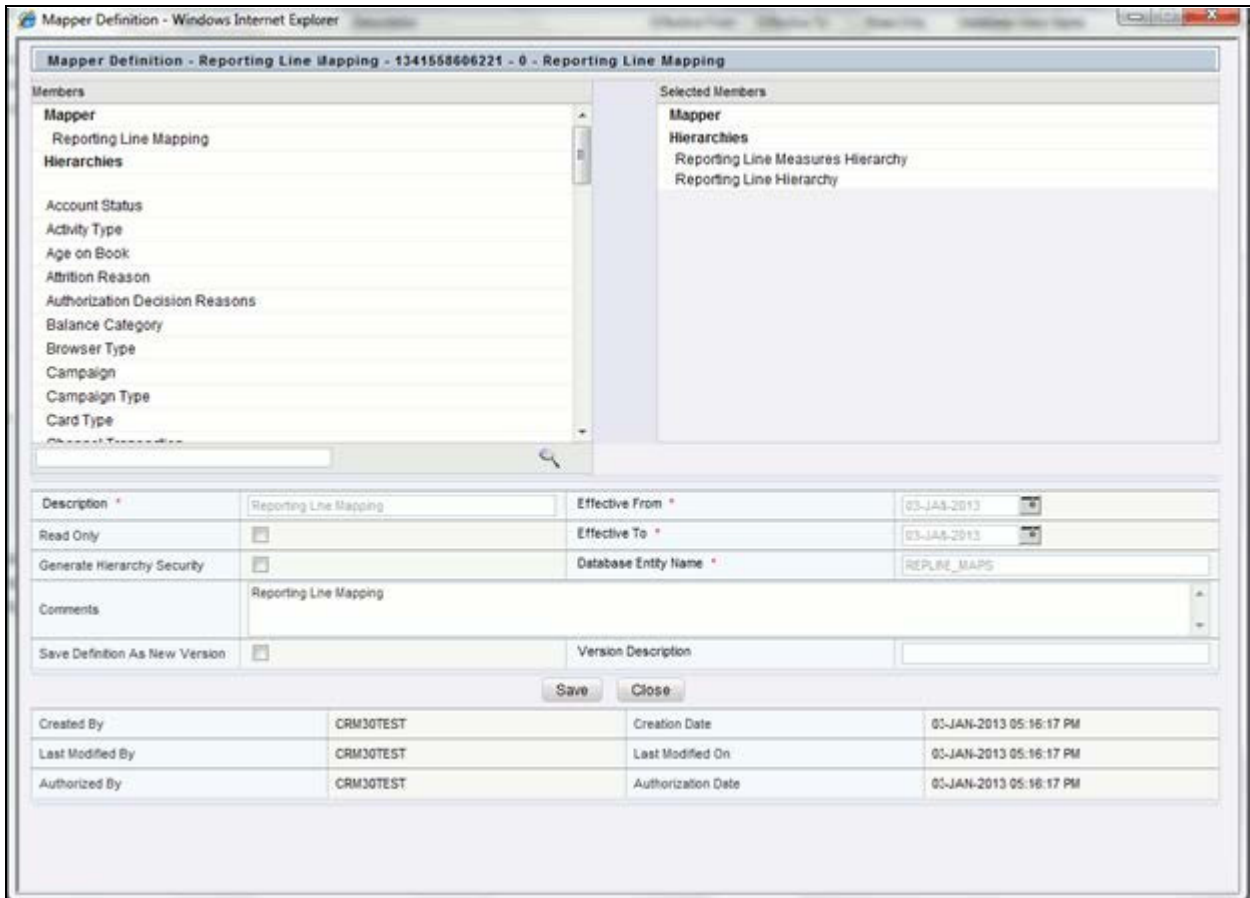 Mapper Definition - Windows Internet Explorer
Mapper Definition - Reporting Line Mapping - 1341558606221 - 0 - Reporting Line Mapping
Members
Mapper
Reporting Line Mapping
Hierarchies
Account Status
Activity Type
Age on Book
Attrition Reason
Authorization Decision Reasons
Balance Category
Browser Type
Campaign
Campaign Type
Card Type
Selected Members
Mapper
Hierarchies
Reporting Line Measures Hierarchy
Reporting Line Hierarchy
Description * Reporting Line Mapping Effective From * 03-JAN-2013
Read Only Effective To * 03-JAN-2013
Generate Hierarchy Security Database Entity Name * REPLINE_MAPS
Comments Reporting Line Mapping
Save Definition As New Version Version Description
Save Close
Created By CRM30TEST Creation Date 03-JAN-2013 05:16:17 PM
Last Modified By CRM30TEST Last Modified On 03-JAN-2013 05:16:17 PM
Authorized By CRM30TEST Authorization Date 03-JAN-2013 05:16:17 PM